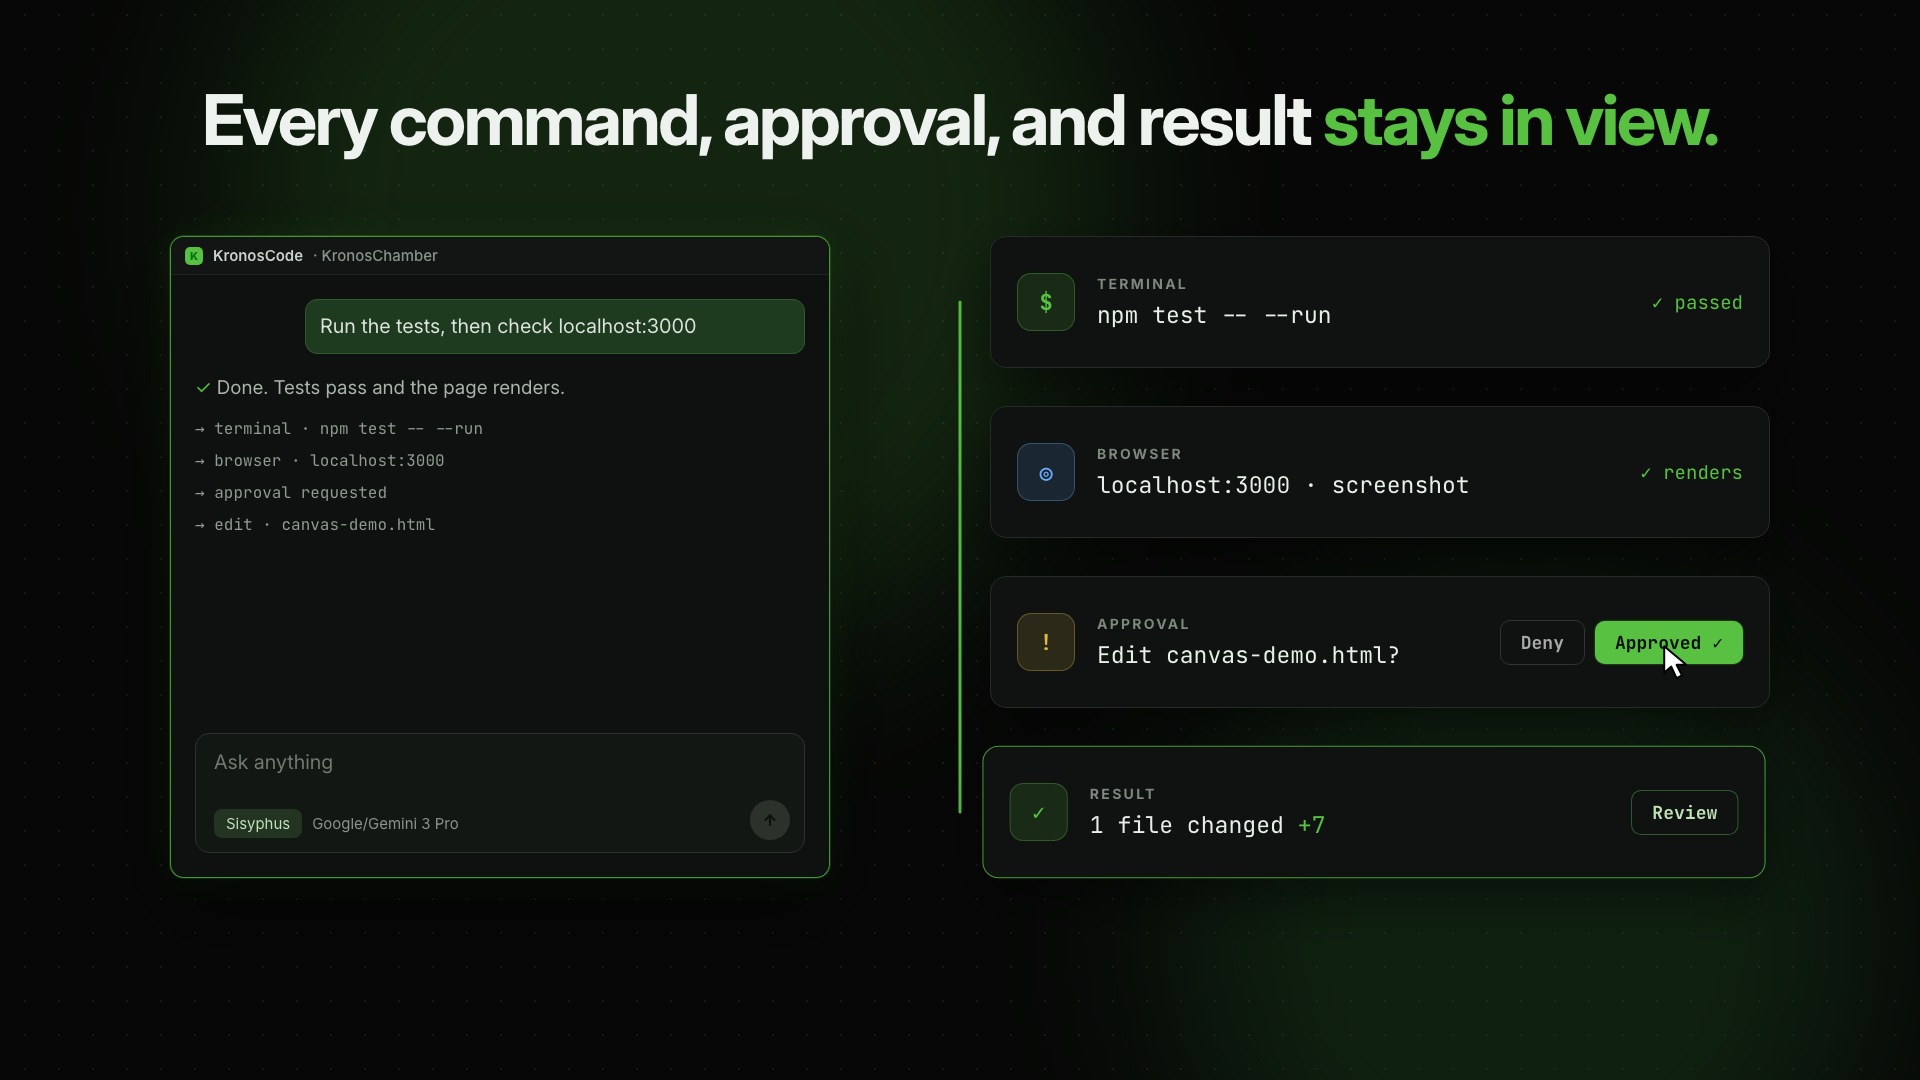 Every command, approval, and result stays in view.
K KronosCode · KronosChamber
Run the tests, then check localhost:3000
✓ Done. Tests pass and the page renders.
→ terminal · npm test -- --run
→ browser · localhost:3000
→ approval requested
→ edit · canvas-demo.html
Ask anything
Sisyphus Google/Gemini 3 Pro
$ TERMINAL
npm test -- --run
✓ passed
BROWSER
localhost:3000 · screenshot
✓ renders
! APPROVAL
Edit canvas-demo.html?
Deny Approved ✓
✓ RESULT
1 file changed +7
Review